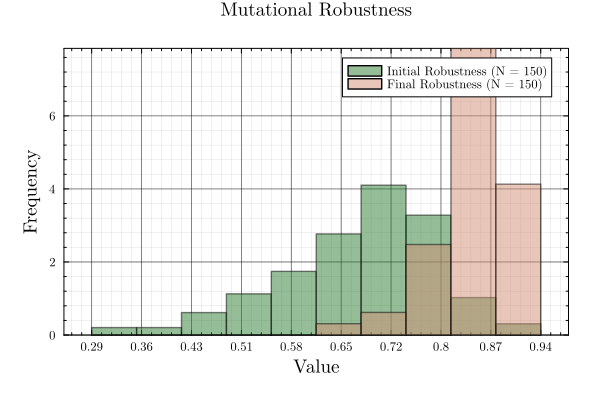 Mutational Robustness
Initial Robustness (N = 150)
Final Robustness (N = 150)
Frequency
6
4
2
0
0.29 0.36 0.43 0.51 0.58 0.65 0.72 0.8 0.87 0.94
Value